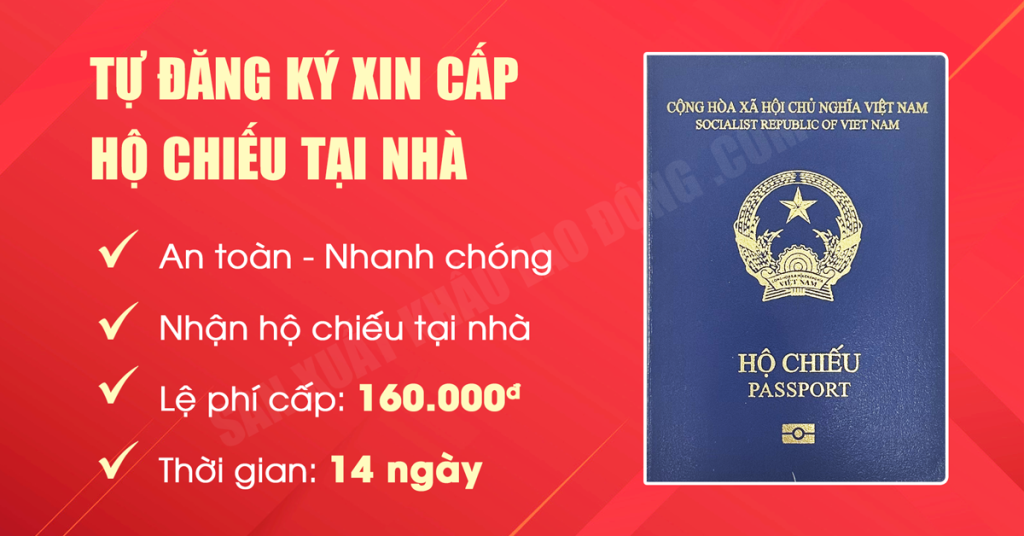 TỰ ĐĂNG KÝ XIN CẤP
HỘ CHIẾU TẠI NHÀ
An toàn - Nhanh chóng
Nhận hộ chiếu tại nhà
Lệ phí cấp: 160.000đ
Thời gian: 14 ngày
CỘNG HÒA XÃ HỘI CHỦ NGHĨA VIỆT NAM
SOCIALIST REPUBLIC OF VIET NAM
VIỆT NAM
HỘ CHIẾU
PASSPORT